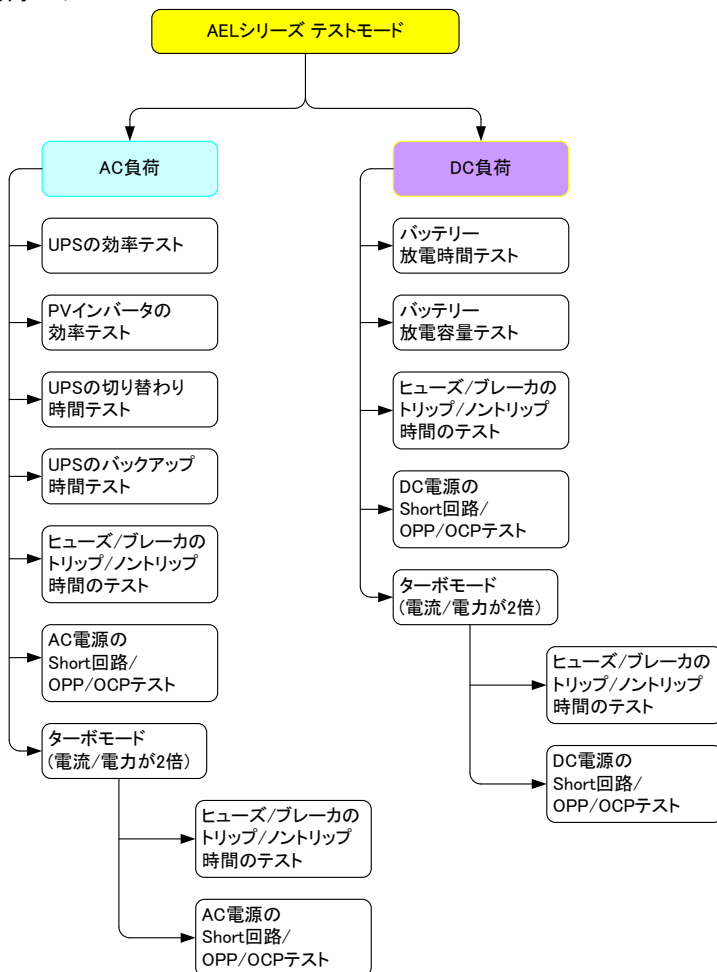 AELシリーズ テストモード
AC負荷
UPSの効率テスト
PVインバータの
効率テスト
UPSの切り替わり
時間テスト
UPSのバックアップ
時間テスト
ヒューズ/ブレーカの
トリップ/ノントリップ
時間のテスト
AC電源の
Short回路/
OPP/OCPテスト
ターボモード
(電流/電力が2倍)
ヒューズ/ブレーカの
トリップ/ノントリップ
時間のテスト
AC電源の
Short回路/
OPP/OCPテスト
DC負荷
バッテリー
放電時間テスト
バッテリー
放電容量テスト
ヒューズ/ブレーカの
トリップ/ノントリップ
時間のテスト
DC電源の
Short回路/
OPP/OCPテスト
ターボモード
(電流/電力が2倍)
ヒューズ/ブレーカの
トリップ/ノントリップ
時間のテスト
DC電源の
Short回路/
OPP/OCPテスト